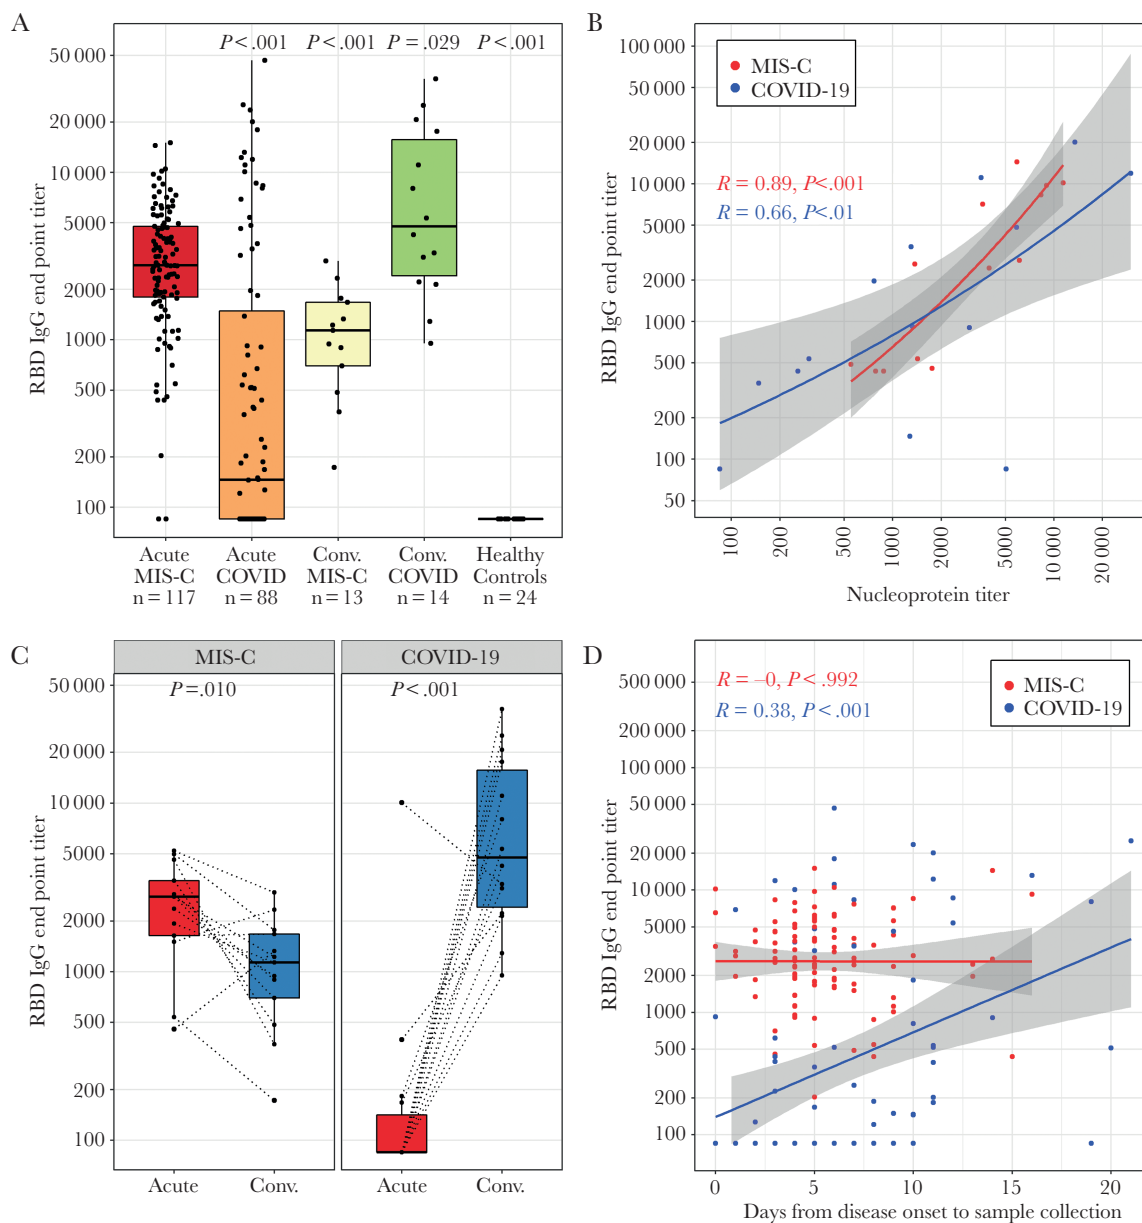 A
P<.001 P<.001 P=.029 P<.001
50 000
20 000
10 000
5000
2000
1000
500
200
100
RBD IgG end point titer
Acute MIS-C n=117
Acute COVID n=88
Conv. MIS-C n=13
Conv. COVID n=14
Healthy Controls n=24
B
MIS-C
COVID-19
R = 0.89, P<.001
R = 0.66, P<.01
100 000
50 000
20 000
10 000
5000
2000
1000
500
200
100
50
RBD IgG end point titer
100 200 500 1000 2000 5000 10 000 20 000
Nucleoprotein titer
C
MIS-C COVID-19
P=.010 P<.001
50 000
20 000
10 000
5000
2000
1000
500
200
100
RBD IgG end point titer
Acute Conv. Acute Conv.
D
R = –0, P< .992
R = 0.38, P<.001
MIS-C
COVID-19
500 000
200 000
100 000
50 000
20 000
10 000
5000
2000
1000
500
200
100
RBD IgG end point titer
0 5 10 15 20
Days from disease onset to sample collection